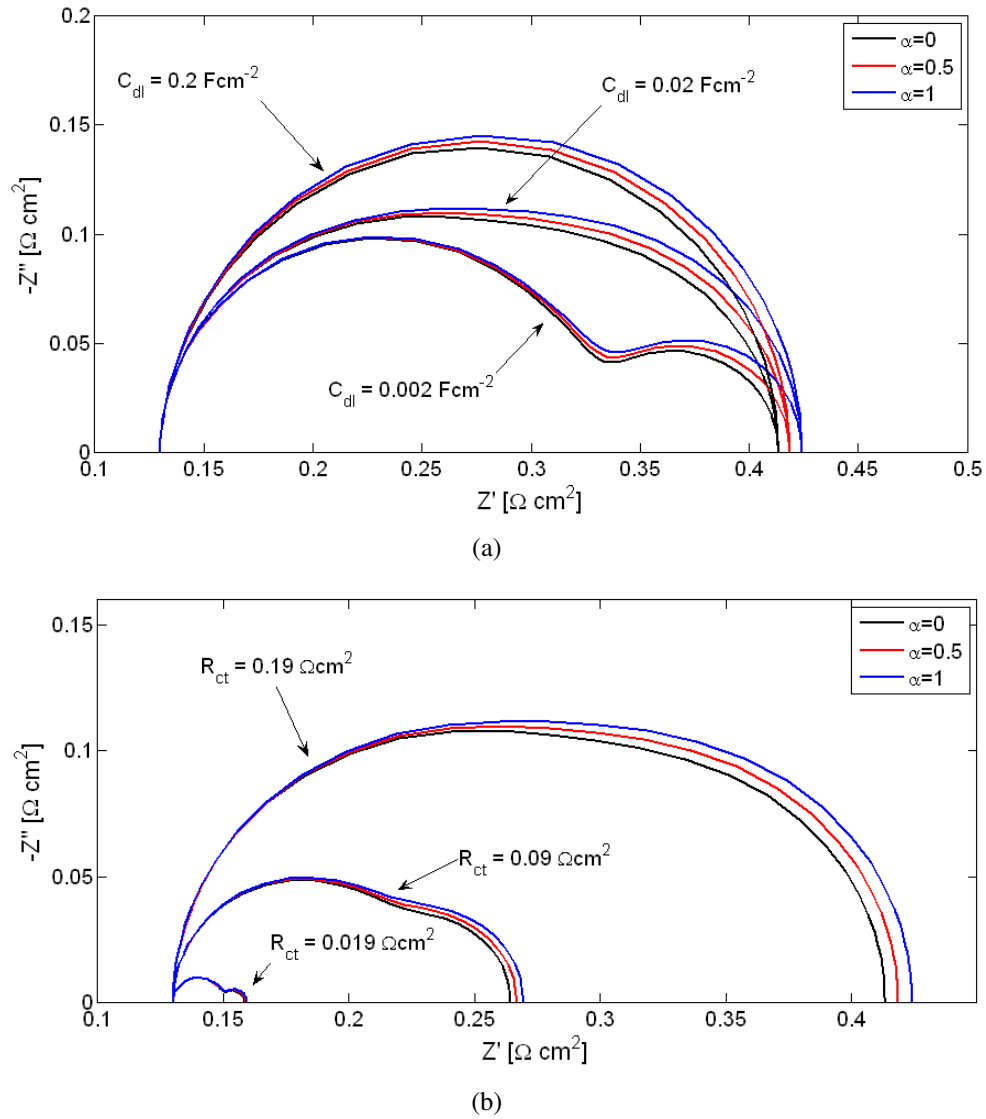 0.2
0.15
0.1
0.05
0
-Z'' [Ω cm²]
C_dl = 0.2 Fcm⁻²
C_dl = 0.02 Fcm⁻²
C_dl = 0.002 Fcm⁻²
α=0
α=0.5
α=1
0.1 0.15 0.2 0.25 0.3 0.35 0.4 0.45 0.5
Z' [Ω cm²]
(a)
0.15
0.1
0.05
0
-Z'' [Ω cm²]
R_ct = 0.19 Ωcm²
R_ct = 0.09 Ωcm²
R_ct = 0.019 Ωcm²
α=0
α=0.5
α=1
0.1 0.15 0.2 0.25 0.3 0.35 0.4
Z' [Ω cm²]
(b)